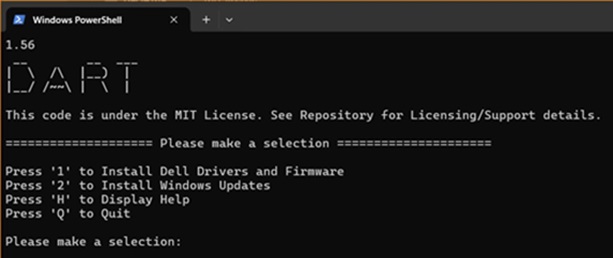 Windows PowerShell
1.56
DART
This code is under the MIT License. See Repository for Licensing/Support details.
==================== Please make a selection =====================
Press '1' to Install Dell Drivers and Firmware
Press '2' to Install Windows Updates
Press 'H' to Display Help
Press 'Q' to Quit
Please make a selection: